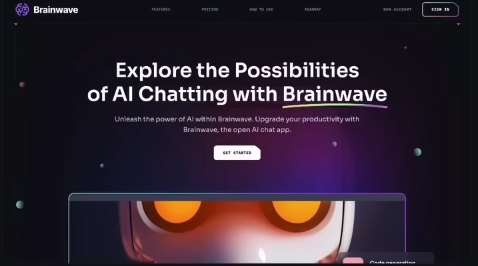 Brainwave
FEATURES
PRICING
HOW TO USE
ROADMAP
NEW ACCOUNT
SIGN IN
Explore the Possibilities
of AI Chatting with Brainwave
Unleash the power of AI within Brainwave. Upgrade your productivity with
Brainwave, the open AI chat app.
GET STARTED
Code generation